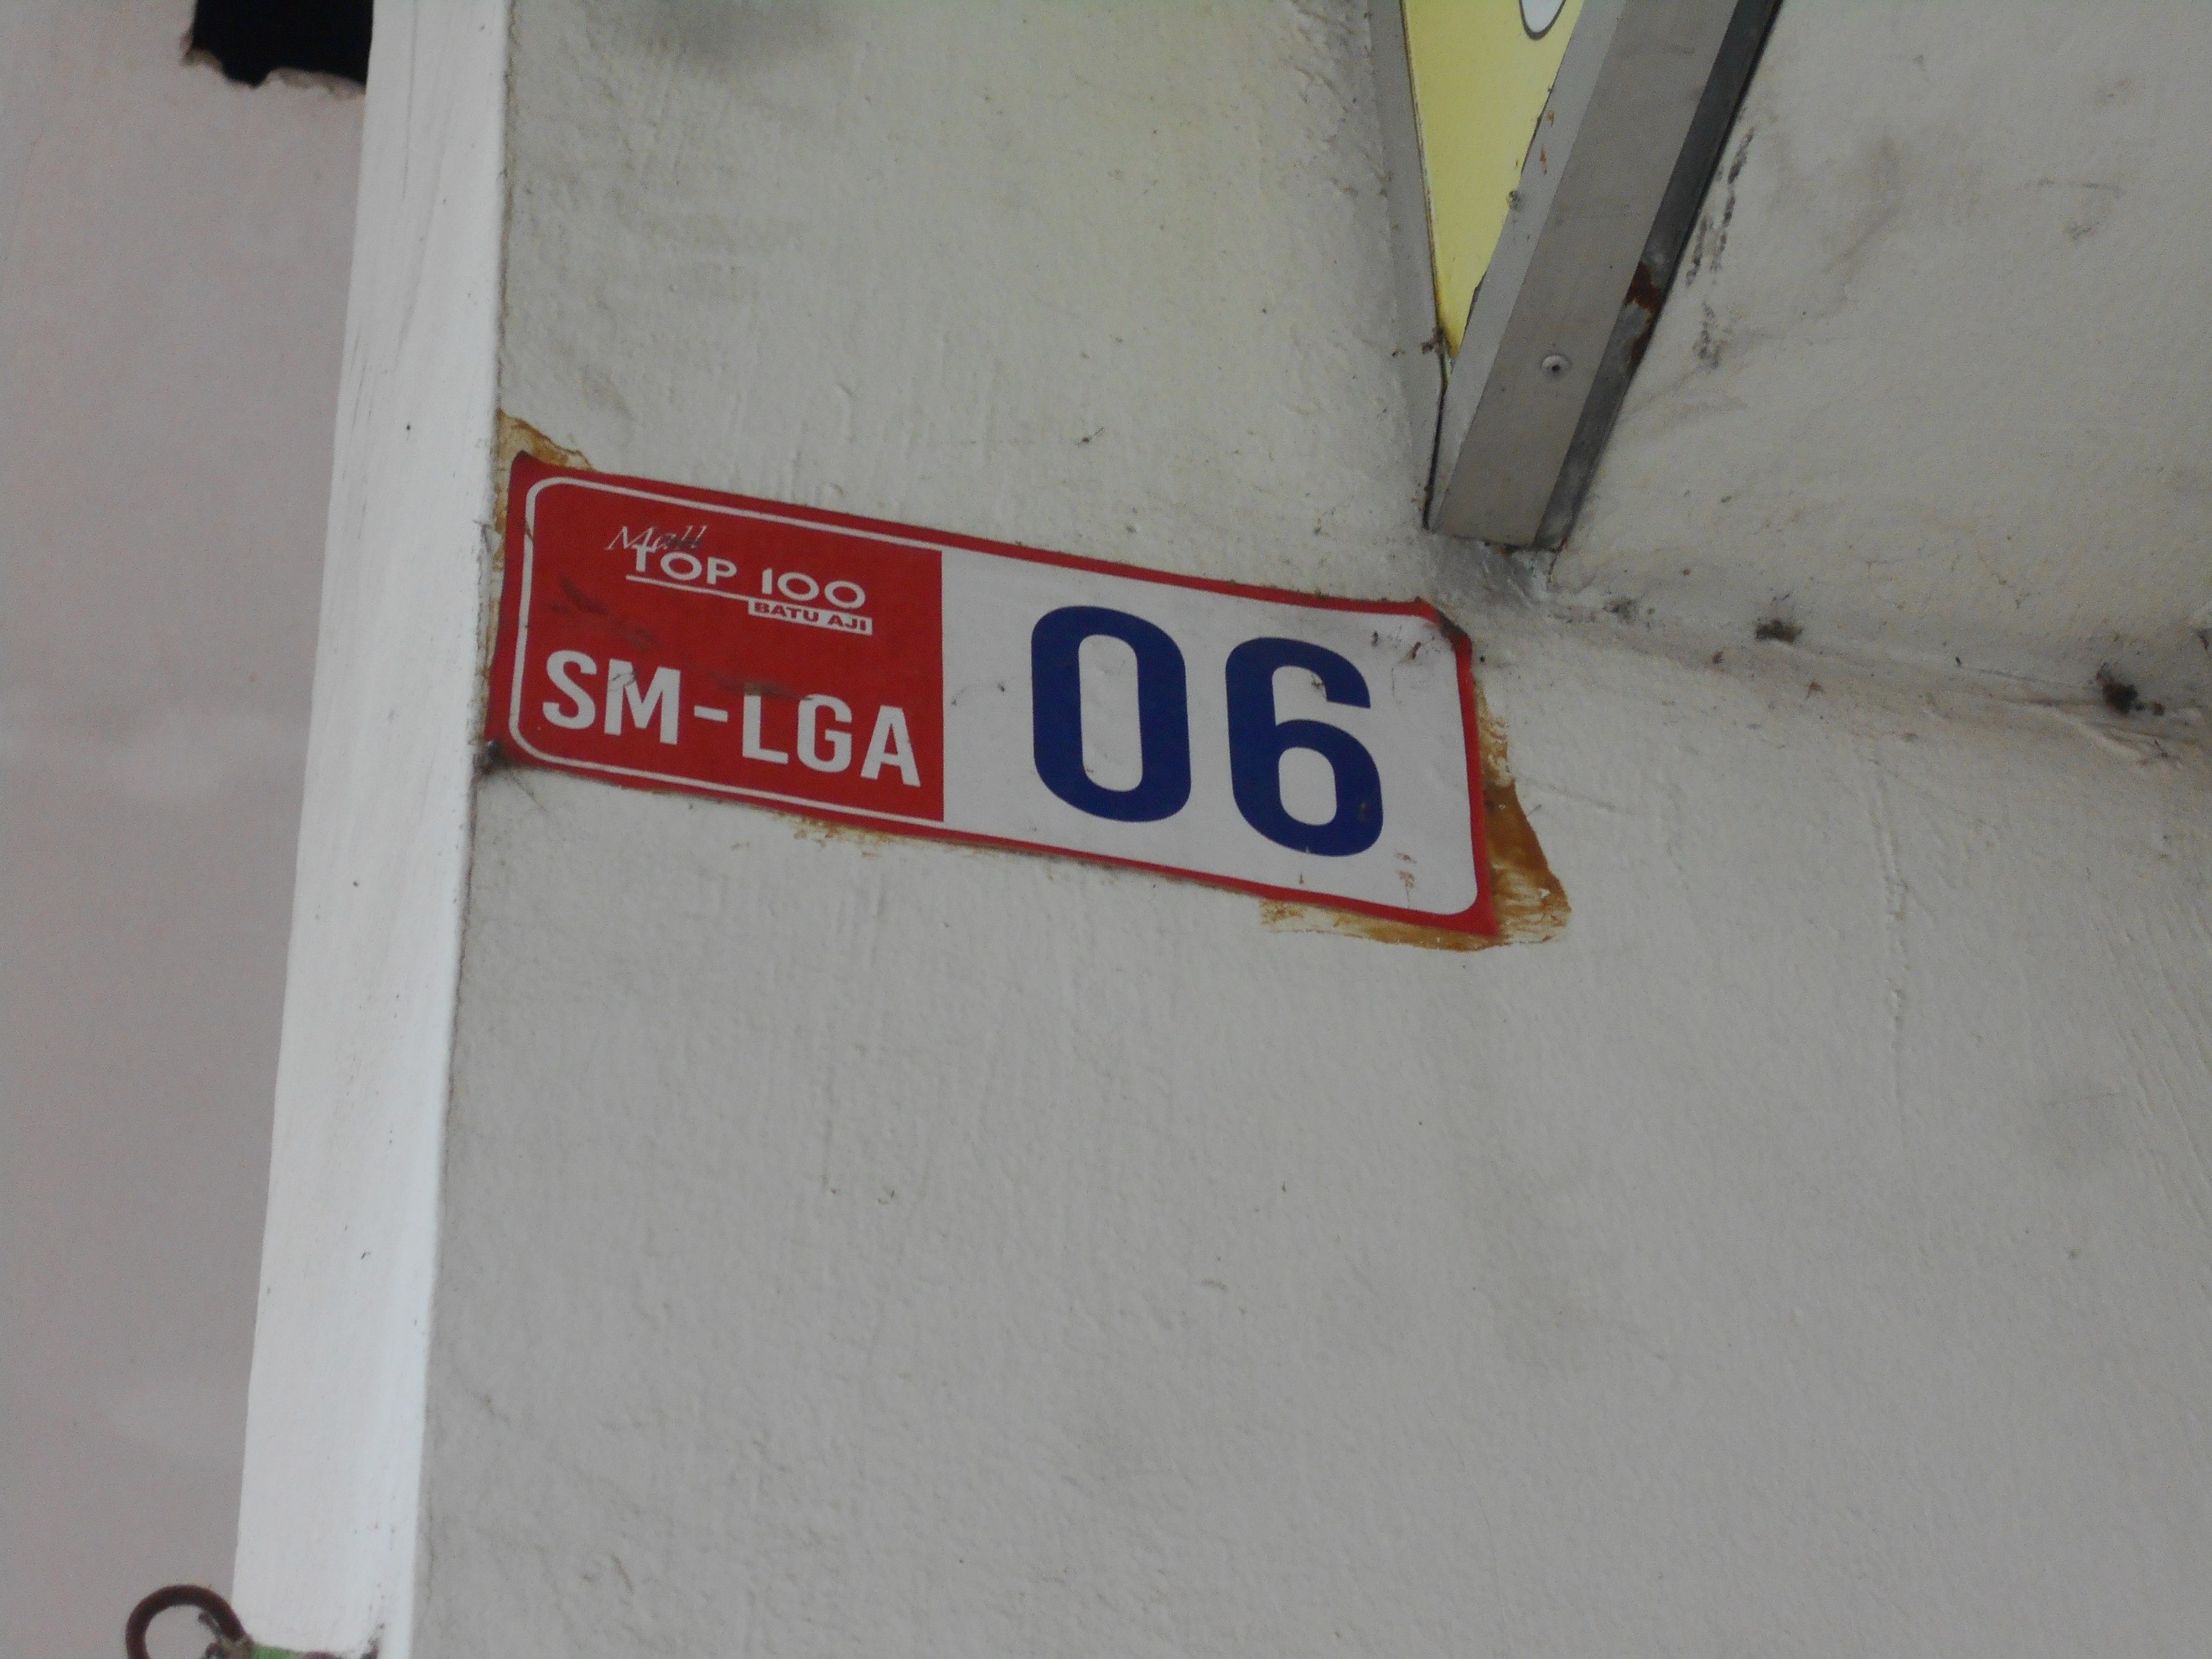 Mall
TOP 100
BATU AJI
SM-LGA
06